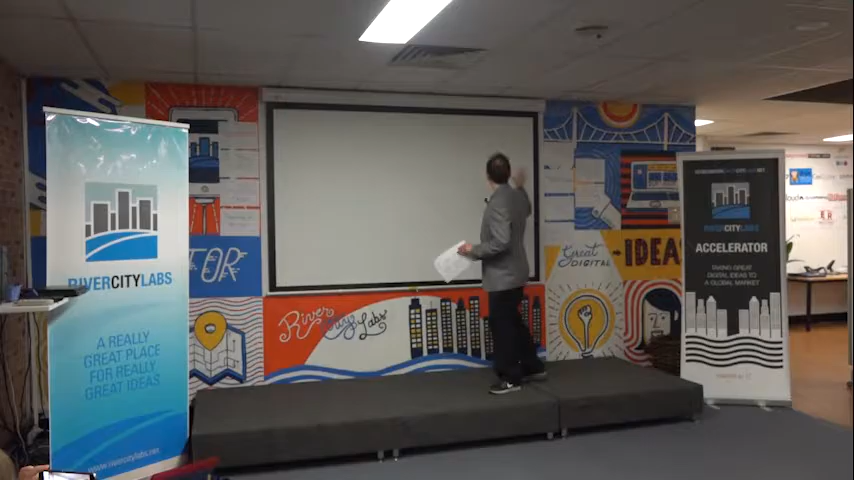 RIVERCITYLABS
A REALLY
GREAT PLACE
FOR REALLY
GREAT IDEAS
www.rivercitylabs.net
FOR
River
City Labs
Great
DIGITAL
IDEAS
RIVERCITYLABS
ACCELERATOR
TAKING GREAT
DIGITAL IDEAS TO
A GLOBAL MARKET